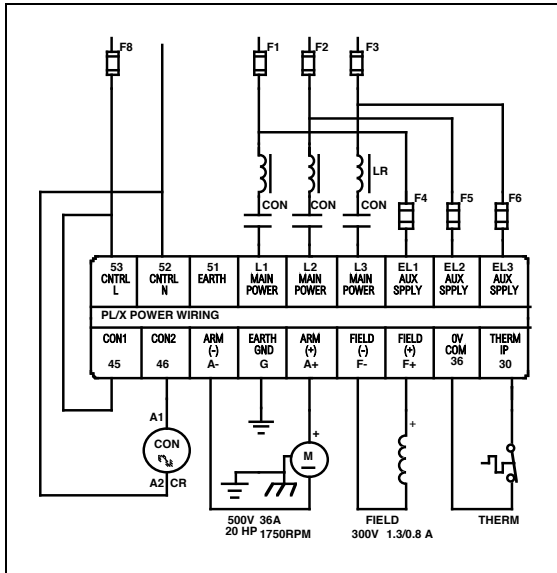 F8
F1
F2
F3
LR
CON
CON
CON
F4
F5
F6
53
CNTRL
L
52
CNTRL
N
51
EARTH
L1
MAIN
POWER
L2
MAIN
POWER
L3
MAIN
POWER
EL1
AUX
SPPLY
EL2
AUX
SPPLY
EL3
AUX
SPPLY
PL/X POWER WIRING
CON1
45
CON2
46
ARM
(-)
A-
EARTH
GND
G
ARM
(+)
A+
FIELD
(-)
F-
FIELD
(+)
F+
0V
COM
36
THERM
IP
30
A1
CON
A2
CR
+
M
+
500V 36A
20 HP 1750RPM
FIELD
300V 1.3/0.8 A
THERM